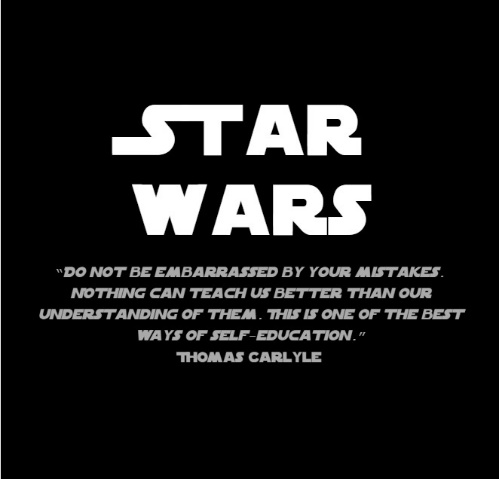 STAR
WARS
"DO NOT BE EMBARRASSED BY YOUR MISTAKES.
NOTHING CAN TEACH US BETTER THAN OUR
UNDERSTANDING OF THEM. THIS IS ONE OF THE BEST
WAYS OF SELF-EDUCATION."
THOMAS CARLYLE